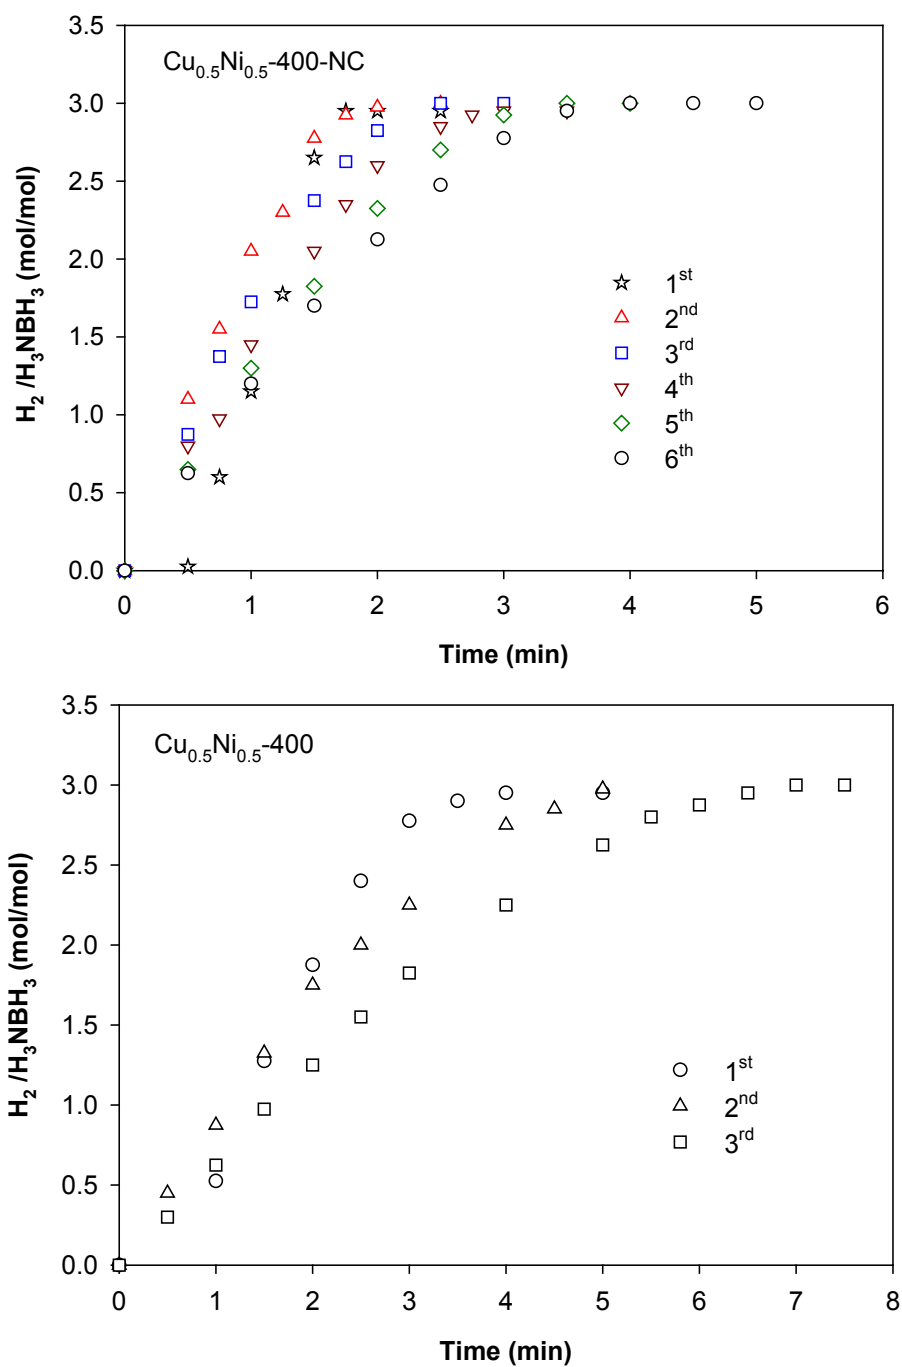 3.5
Cu0.5Ni0.5-400-NC
3.0
2.5
2.0
1.5
1.0
0.5
0.0
H2 /H3NBH3 (mol/mol)
1st
2nd
3rd
4th
5th
6th
0 1 2 3 4 5 6
Time (min)
3.5
Cu0.5Ni0.5-400
3.0
2.5
2.0
1.5
1.0
0.5
0.0
H2 /H3NBH3 (mol/mol)
1st
2nd
3rd
0 1 2 3 4 5 6 7 8
Time (min)